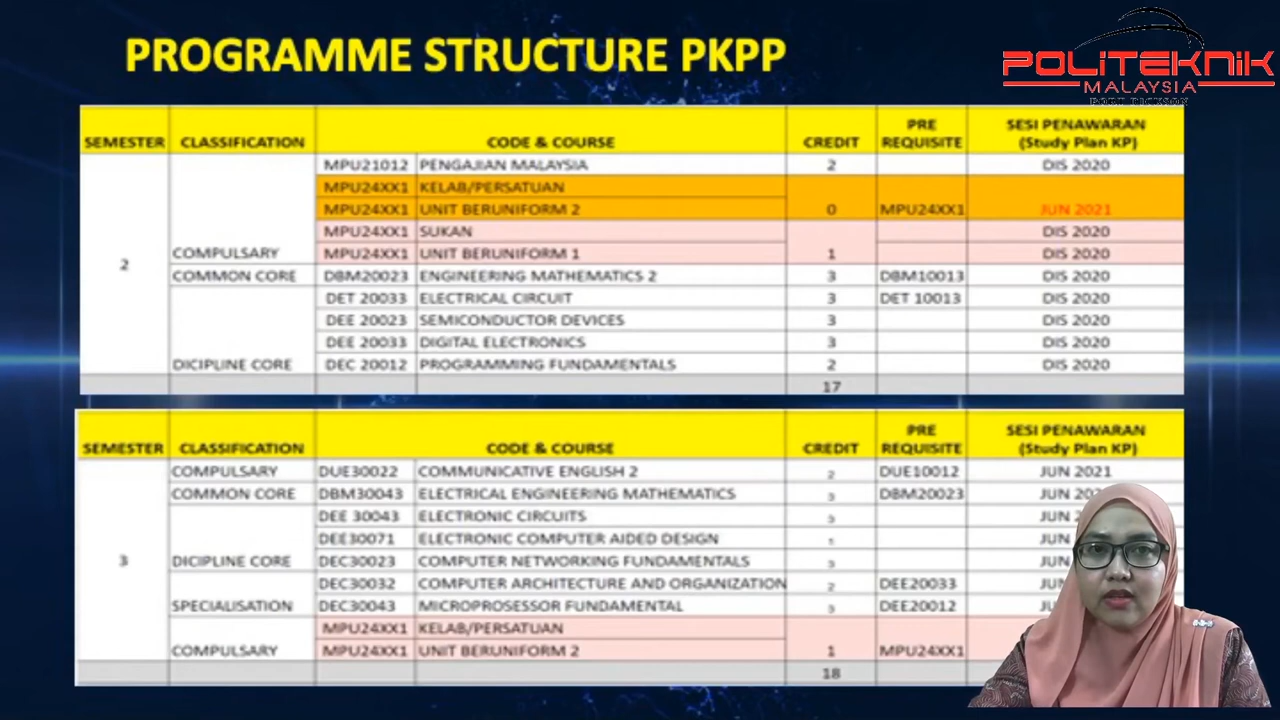 PROGRAMME STRUCTURE PKPP
POLITEKNIK
MALAYSIA
PORT DICKSON
SEMESTER CLASSIFICATION CODE & COURSE CREDIT PRE REQUISITE SESI PENAWARAN (Study Plan KP)
MPU21012 PENGAJIAN MALAYSIA 2 DIS 2020
MPU24XX1 KELAB/PERSATUAN
MPU24XX1 UNIT BERUNIFORM 2 0 MPU24XX1 JUN 2021
MPU24XX1 SUKAN DIS 2020
COMPULSARY MPU24XX1 UNIT BERUNIFORM 1 1 DIS 2020
2
COMMON CORE DBM20023 ENGINEERING MATHEMATICS 2 3 DBM10013 DIS 2020
DET 20033 ELECTRICAL CIRCUIT 3 DET 10013 DIS 2020
DEE 20023 SEMICONDUCTOR DEVICES 3 DIS 2020
DEE 20033 DIGITAL ELECTRONICS 3 DIS 2020
DICIPLINE CORE DEC 20012 PROGRAMMING FUNDAMENTALS 2 DIS 2020
17
SEMESTER CLASSIFICATION CODE & COURSE CREDIT PRE REQUISITE SESI PENAWARAN (Study Plan KP)
COMPULSARY DUE30022 COMMUNICATIVE ENGLISH 2 2 DUE10012 JUN 2021
COMMON CORE DBM30043 ELECTRICAL ENGINEERING MATHEMATICS 3 DBM20023 JUN
DEE 30043 ELECTRONIC CIRCUITS 3 JUN
DEE30071 ELECTRONIC COMPUTER AIDED DESIGN 1 JUN
3 DICIPLINE CORE DEC30023 COMPUTER NETWORKING FUNDAMENTALS 3 JUN
DEC30032 COMPUTER ARCHITECTURE AND ORGANIZATION 2 DEE20033 JUN
SPECIALISATION DEC30043 MICROPROSESSOR FUNDAMENTAL 3 DEE20012
MPU24XX1 KELAB/PERSATUAN
COMPULSARY MPU24XX1 UNIT BERUNIFORM 2 1 MPU24XX1
18